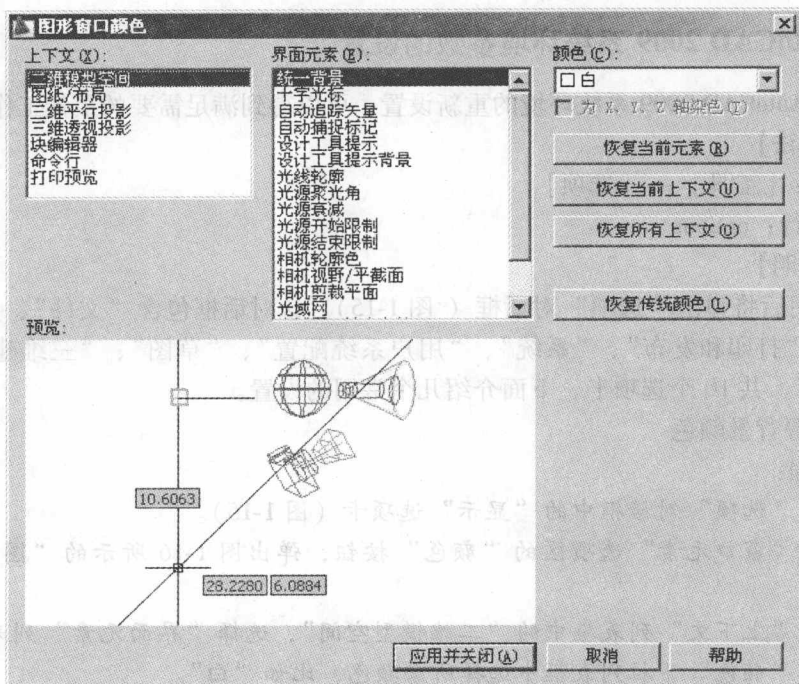 图形窗口颜色
上下文(X):
二维模型空间
图纸/布局
三维平行投影
三维透视投影
块编辑器
命令行
打印预览
界面元素(E):
统一背景
十字光标
自动追踪矢量
自动捕捉标记
设计工具提示
设计工具提示背景
光线轮廓
光源聚光角
光源衰减
光源开始限制
光源结束限制
相机轮廓色
相机视野/平截面
相机剪裁平面
光域网
颜色(C):
白
为 X、Y、Z 轴染色(T)
恢复当前元素(R)
恢复当前上下文(U)
恢复所有上下文(O)
恢复传统颜色(L)
预览:
10.6063
28.2280 6.0884
应用并关闭(A)
取消
帮助